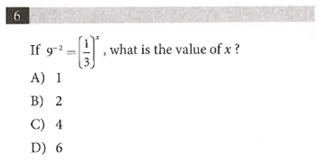 6
If 9⁻² = (1/3)ˣ, what is the value of x ?
A) 1
B) 2
C) 4
D) 6